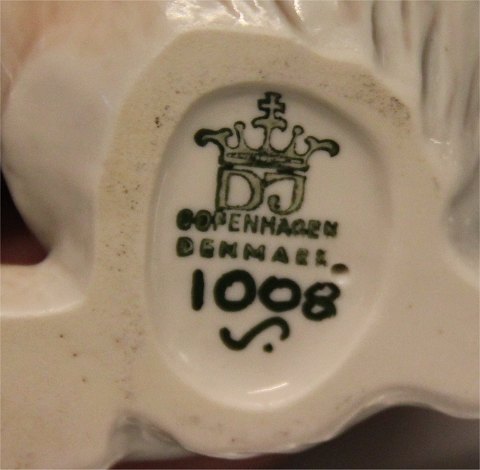 DJ
COPENHAGEN
DENMARK
1008
S.